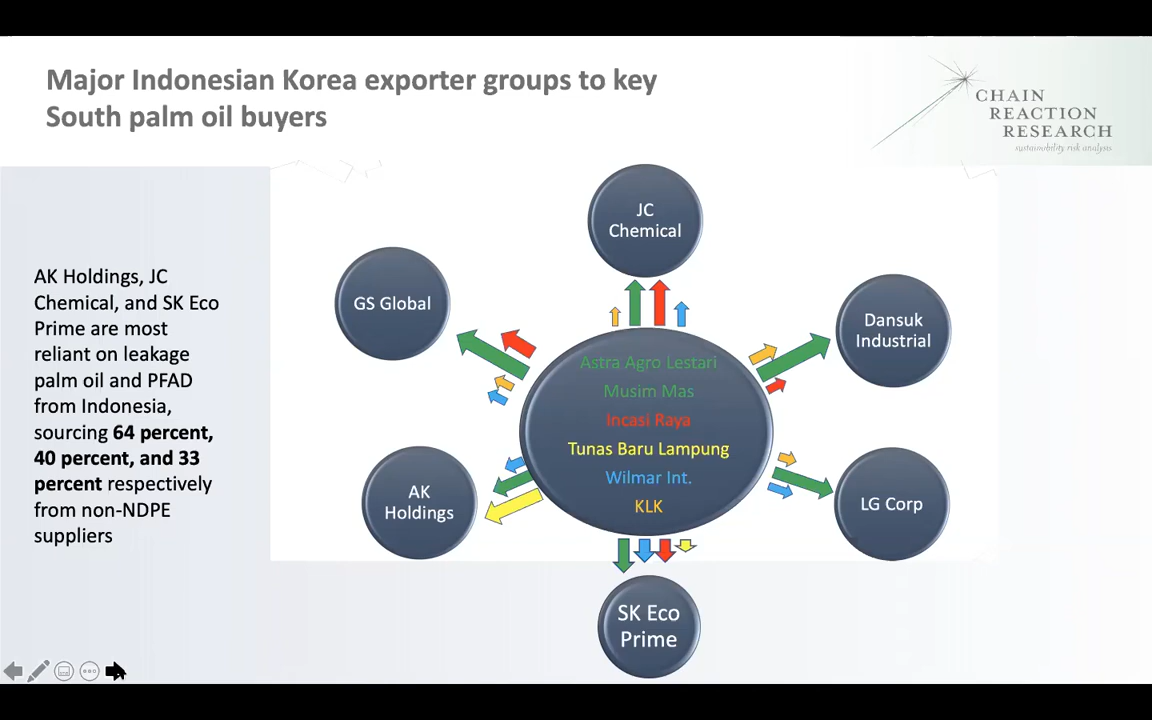 Major Indonesian Korea exporter groups to key
South palm oil buyers
CHAIN
REACTION
RESEARCH
sustainability risk analysis
AK Holdings, JC
Chemical, and SK Eco
Prime are most
reliant on leakage
palm oil and PFAD
from Indonesia,
sourcing 64 percent,
40 percent, and 33
percent respectively
from non-NDPE
suppliers
JC
Chemical
GS Global
Dansuk
Industrial
Astra Agro Lestari
Musim Mas
Incasi Raya
Tunas Baru Lampung
Wilmar Int.
KLK
AK
Holdings
LG Corp
SK Eco
Prime